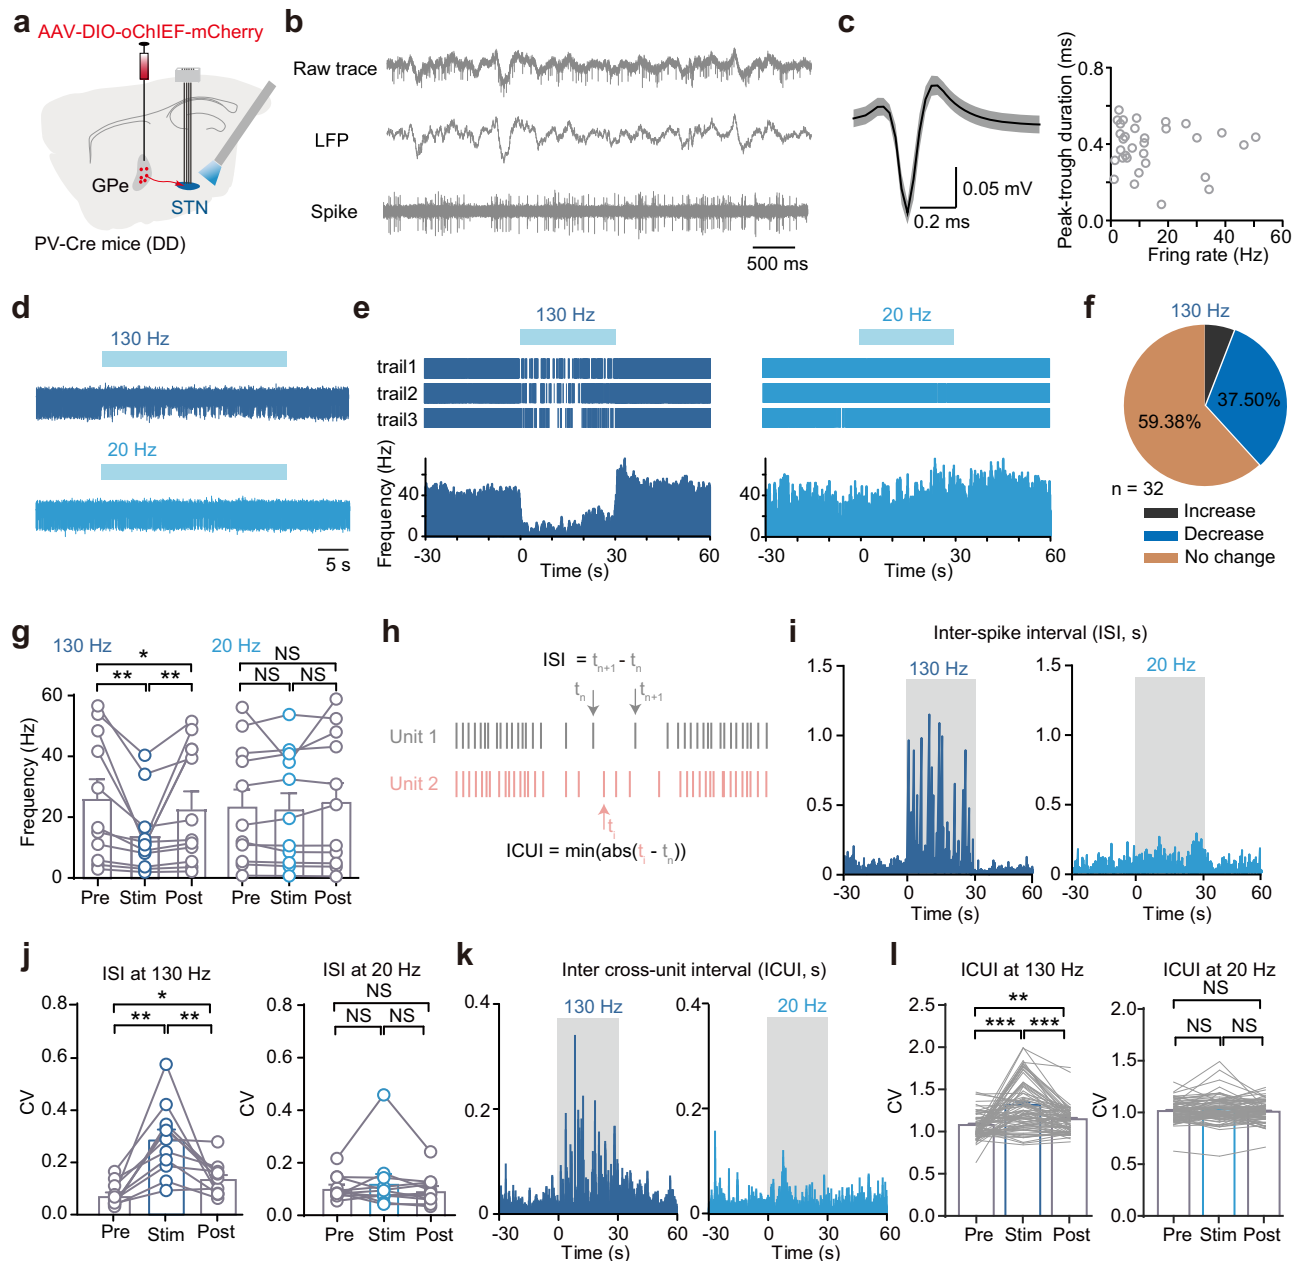 a
AAV-DIO-oChIEF-mCherry
GPe
STN
PV-Cre mice (DD)
b
Raw trace
LFP
Spike
500 ms
c
0.05 mV
0.2 ms
Peak-trough duration (ms)
0.8
0.4
0.0
0 20 40 60
Fring rate (Hz)
d
130 Hz
20 Hz
5 s
e
130 Hz
20 Hz
trail1
trail2
trail3
Frequency (Hz)
40
0
-30 0 30 60
Time (s)
40
0
-30 0 30 60
Time (s)
f
130 Hz
37.50%
59.38%
n = 32
Increase
Decrease
No change
g
130 Hz
*
** **
20 Hz
NS
NS NS
Frequency (Hz)
60
40
20
0
Pre Stim Post
Pre Stim Post
h
ISI = tn+1 - tn
tn
tn+1
Unit 1
Unit 2
ti
ICUI = min(abs(ti - tn))
i
Inter-spike interval (ISI, s)
1.5
1.0
0.5
0
130 Hz
-30 0 30 60
Time (s)
1.5
0.5
0
20 Hz
-30 0 30 60
Time (s)
j
ISI at 130 Hz
*
** **
CV
0.8
0.6
0.4
0.2
0.0
Pre Stim Post
ISI at 20 Hz
NS
NS NS
CV
0.8
0.6
0.4
0.2
0.0
Pre Stim Post
k
Inter cross-unit interval (ICUI, s)
0.4
0.2
0
130 Hz
-30 0 30 60
Time (s)
0.4
0.2
0
20 Hz
-30 0 30 60
Time (s)
l
ICUI at 130 Hz
**
*** ***
CV
2.5
2.0
1.5
1.0
0.5
0.0
Pre Stim Post
ICUI at 20 Hz
NS
NS NS
CV
2.0
1.5
1.0
0.5
0.0
Pre Stim Post